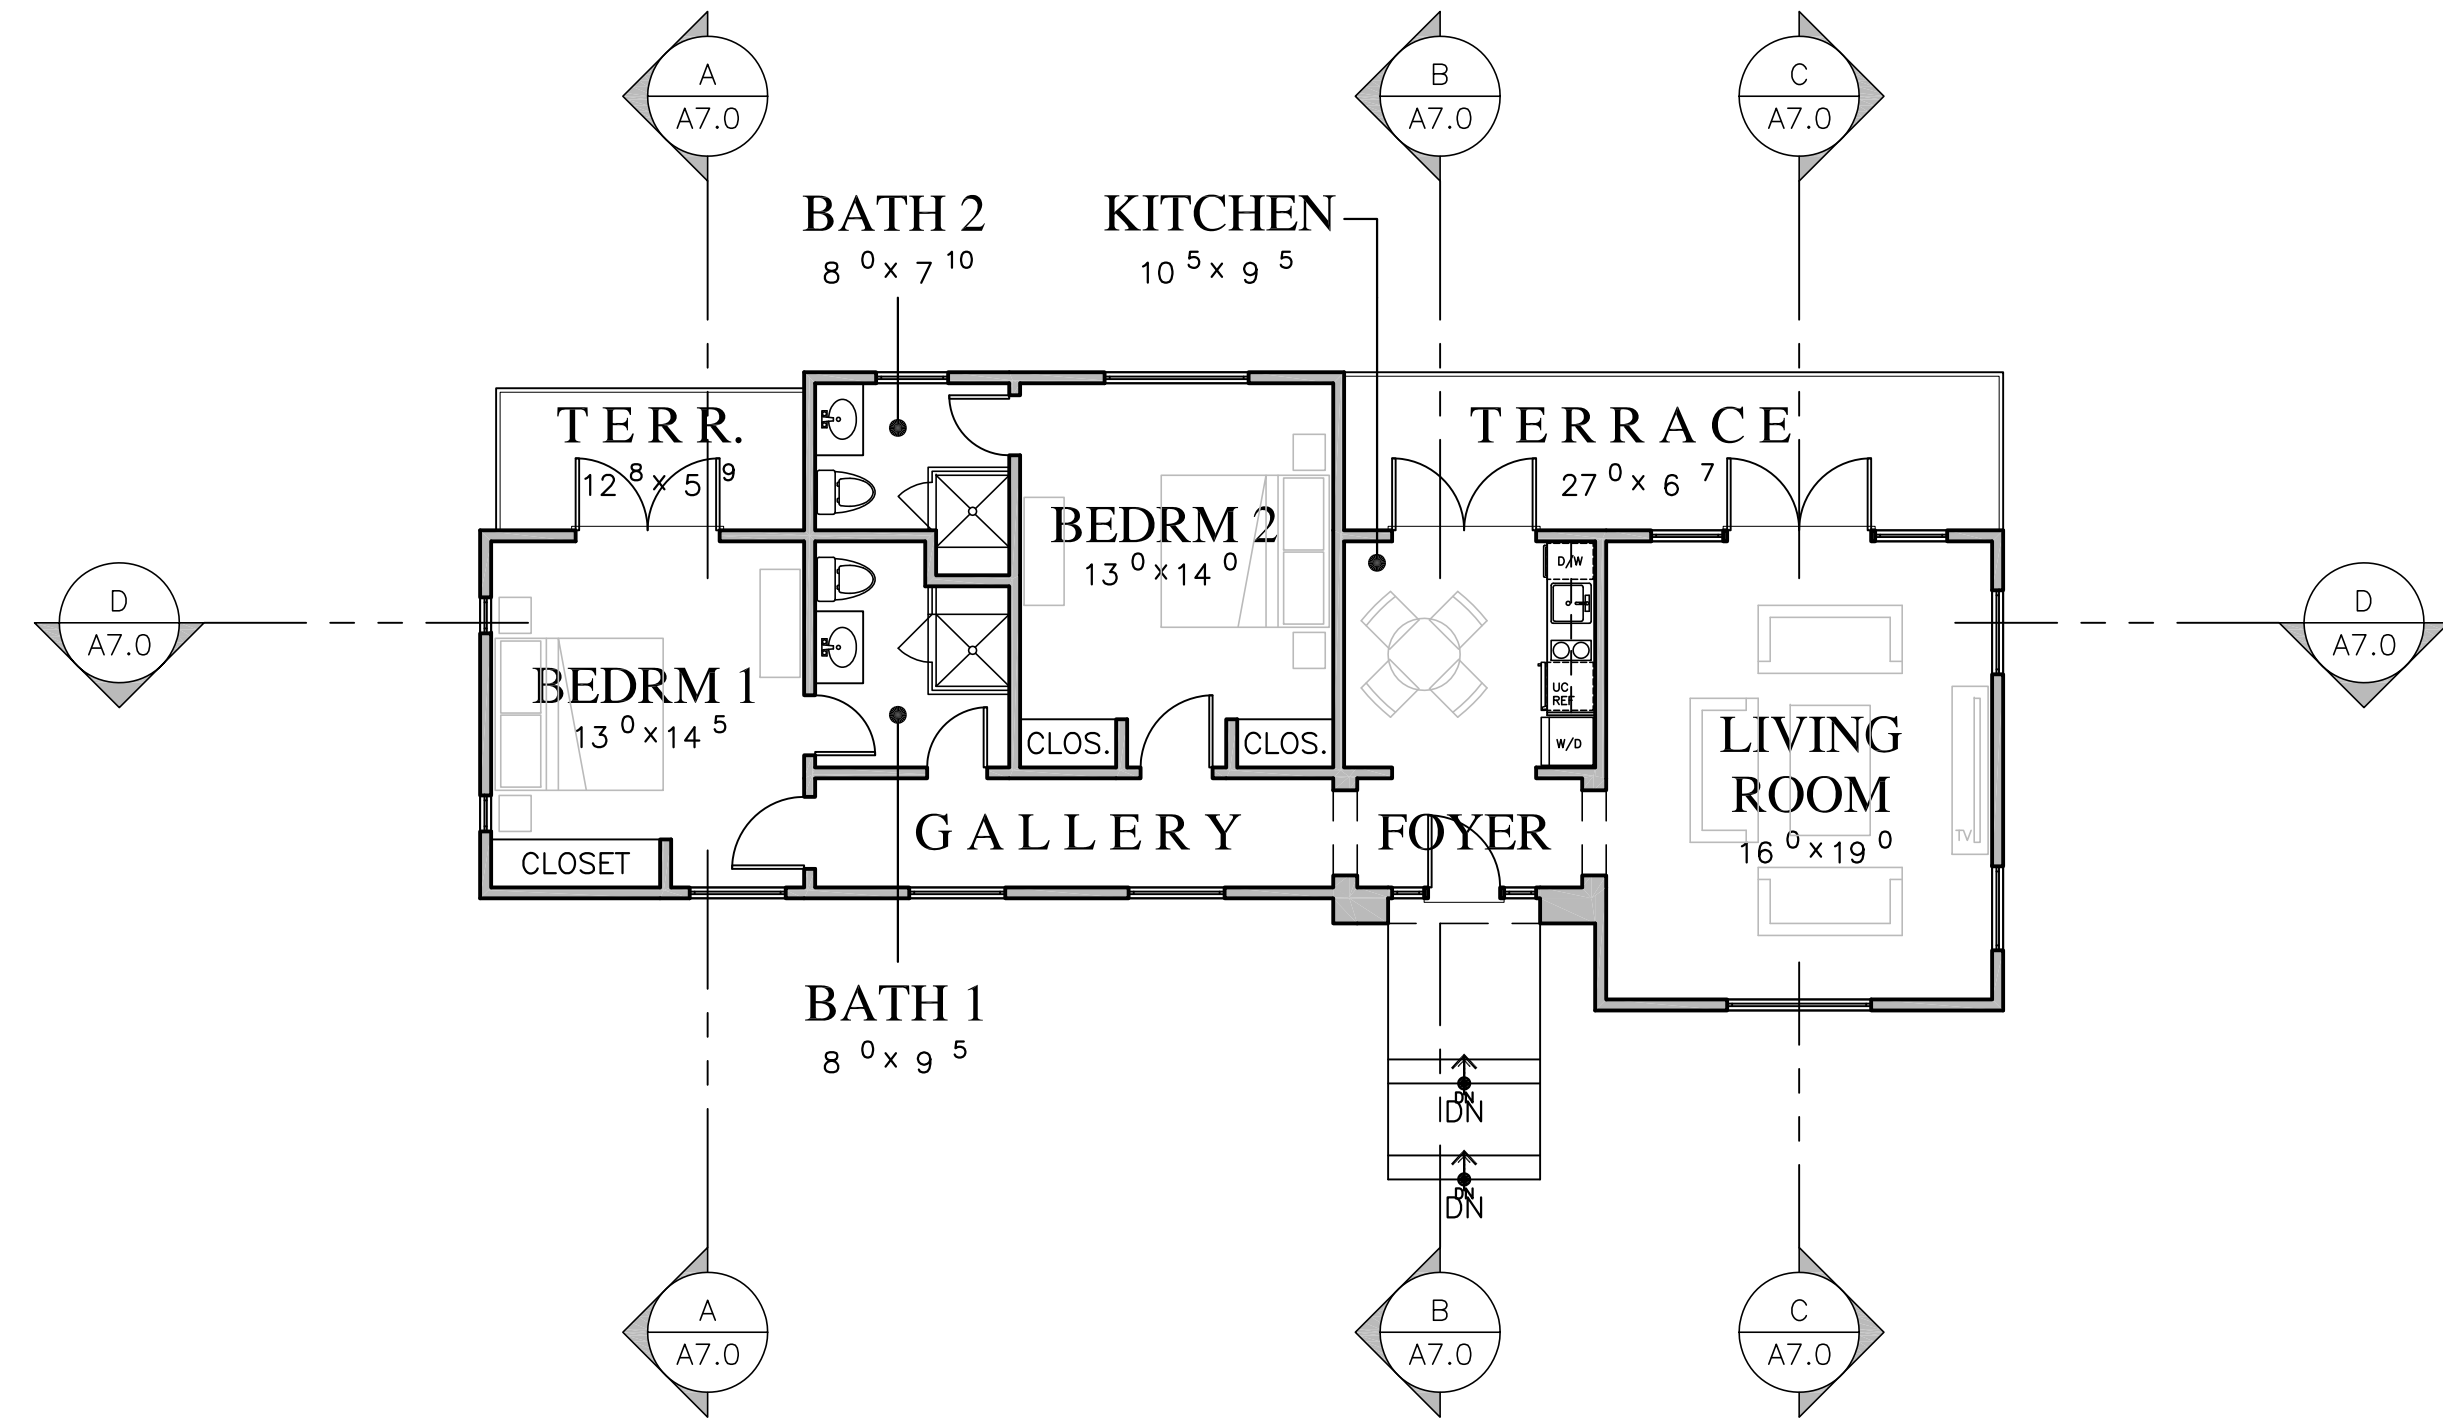 A
A7.0
B
A7.0
C
A7.0
BATH 2
8 0 x 7 10
KITCHEN
10 5 x 9 5
TERR.
12 8 x 5 9
TERRACE
27 0 x 6 7
BEDRM 2
13 0 x 14 0
D/W
D
A7.0
D
A7.0
BEDRM 1
13 0 x 14 5
UC
REF
CLOS.
CLOS.
W/D
LIVING
ROOM
16 0 x 19 0
TV
GALLERY
FOYER
CLOSET
BATH 1
8 0 x 9 5
DN
DN
DN
DN
A
A7.0
B
A7.0
C
A7.0